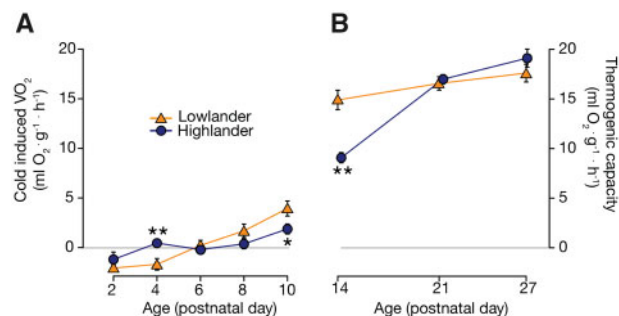 A
B
20
15
10
5
0
Cold induced VO₂
(ml O₂ · g⁻¹ · h⁻¹)
Lowlander
Highlander
**
*
2 4 6 8 10
Age (postnatal day)
**
14 21 27
Age (postnatal day)
20
15
10
5
0
Thermogenic capacity
(ml O₂ · g⁻¹ · h⁻¹)